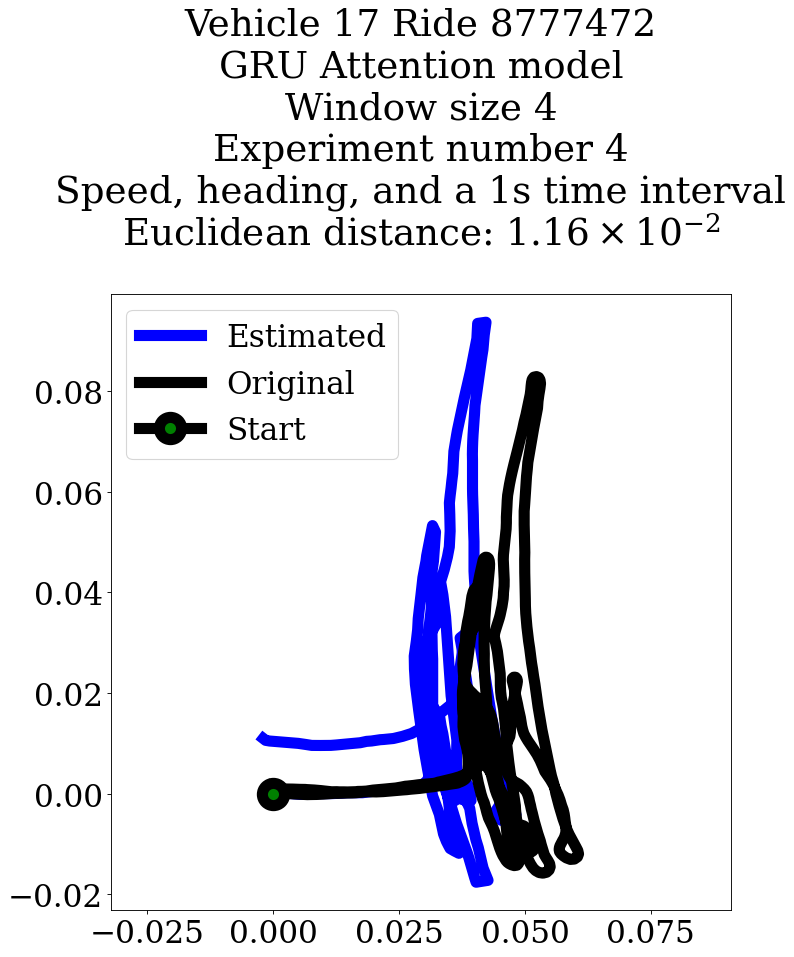 Vehicle 17 Ride 8777472
GRU Attention model
Window size 4
Experiment number 4
Speed, heading, and a 1s time interval
Euclidean distance: 1.16 × 10⁻²
Estimated
Original
Start
0.08
0.06
0.04
0.02
0.00
−0.02
−0.025 0.000 0.025 0.050 0.075